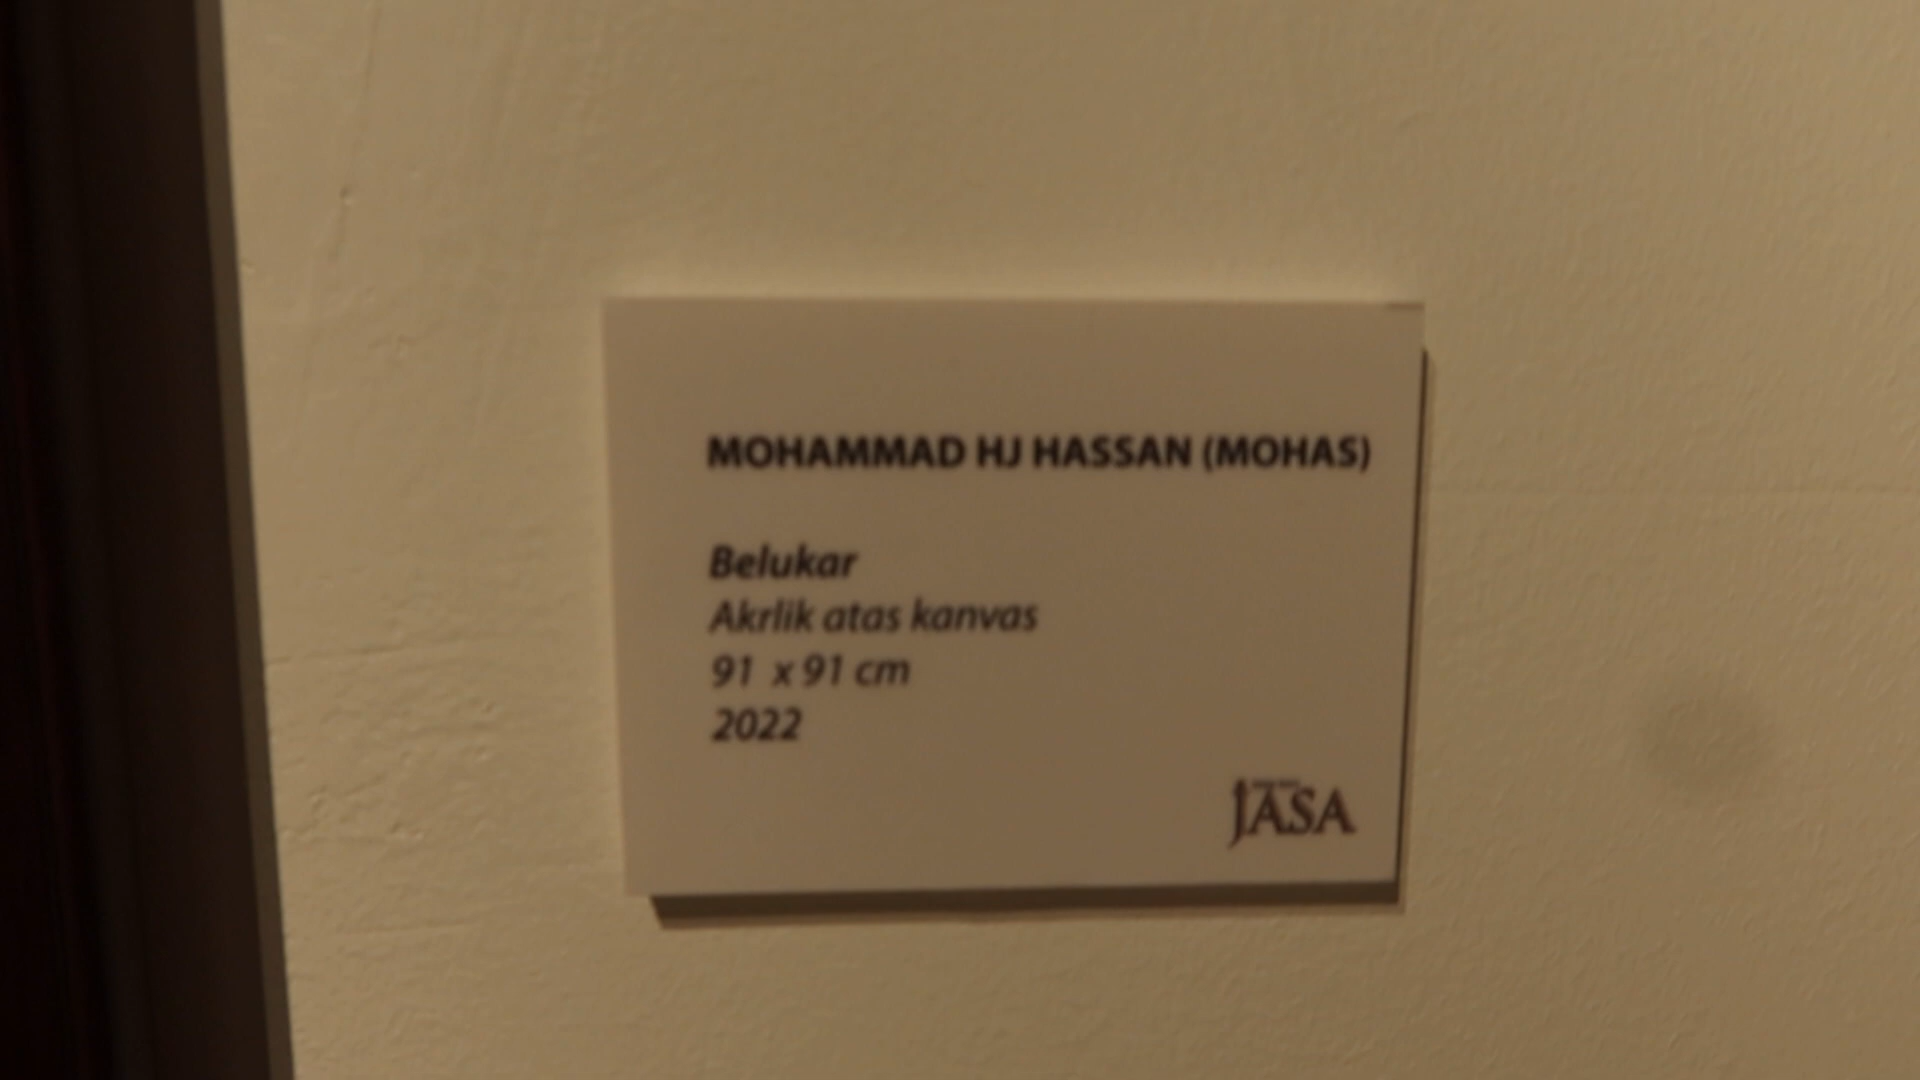 MOHAMMAD HJ HASSAN (MOHAS)
Belukar
Akrlik atas kanvas
91 x 91 cm
2022
JASA